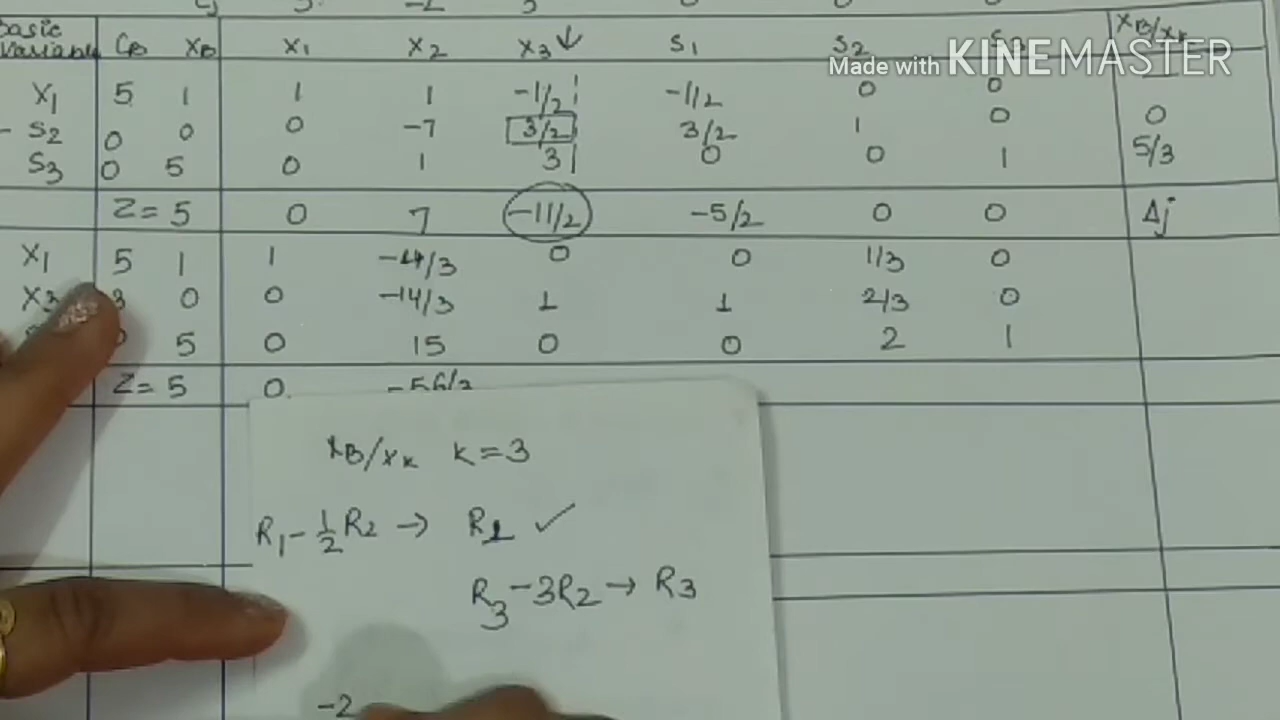 Basic Variable CB XB X1 X2 X3 ↓ S1 S2 S3 XB/XK
Made with KINEMASTER
X1 5 1 1 1 -1/2 -1/2 0 0 —
- S2 0 0 0 -7 3/2 3/2 1 0 0
S3 0 5 0 1 3 0 0 1 5/3
Z= 5 0 7 -11/2 -5/2 0 0 Δj
X1 5 1 1 /3 0 0 1/3 0
X3 3 0 0 -14/3 1 1 2/3 0
5 0 15 0 0 2 1
Z= 5 0
XB/XK K=3
R1-1/2R2 → R1 ✓
R3-3R2 → R3
-2